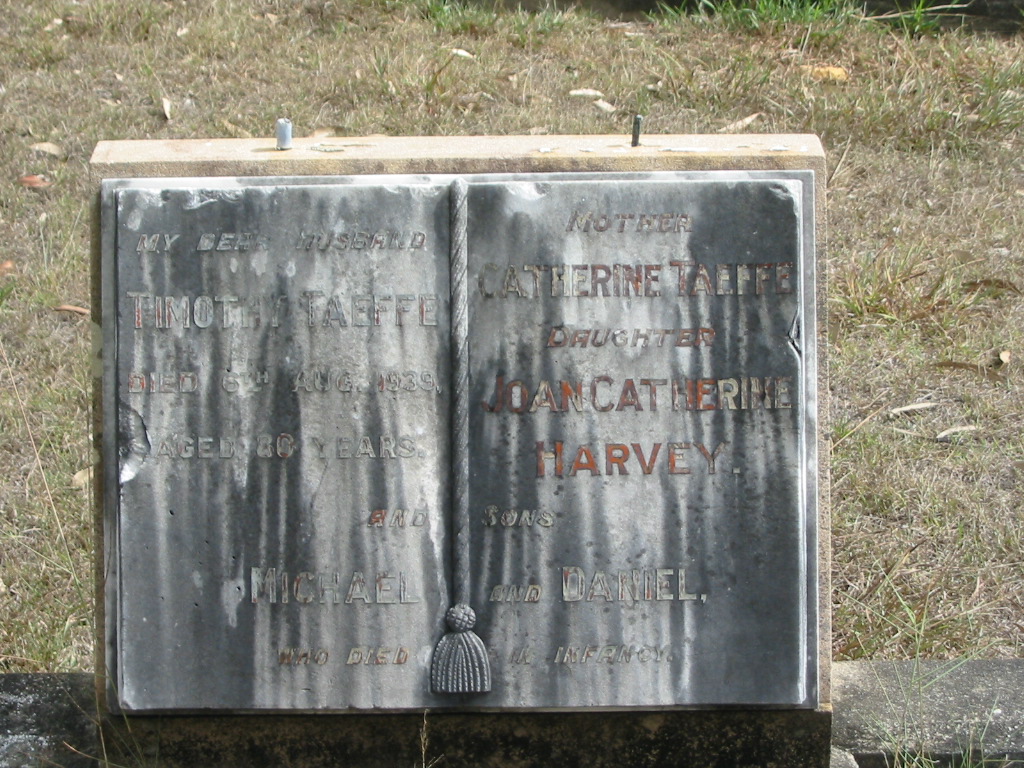 MY DEAR HUSBAND
TIMOTHY TAEFFE
DIED 6TH AUG. 1939,
AGED 80 YEARS.
MOTHER
CATHERINE TAEFFE
DAUGHTER
JOAN CATHERINE
HARVEY.
AND SONS
MICHAEL AND DANIEL,
WHO DIED IN INFANCY.